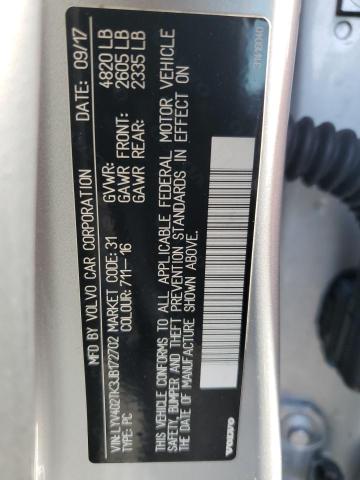 MFD BY VOLVO CAR CORPORATION
DATE: 09/17
VIN: LYV402TK3JB172702 MARKET CODE: 31
TYPE: PC
COLOUR: 711-16
GVWR: 4820 LB
GAWR FRONT: 2605 LB
GAWR REAR: 2335 LB
THIS VEHICLE CONFORMS TO ALL APPLICABLE FEDERAL MOTOR VEHICLE
SAFETY, BUMPER AND THEFT PREVENTION STANDARDS IN EFFECT ON
THE DATE OF MANUFACTURE SHOWN ABOVE.
VOLVO